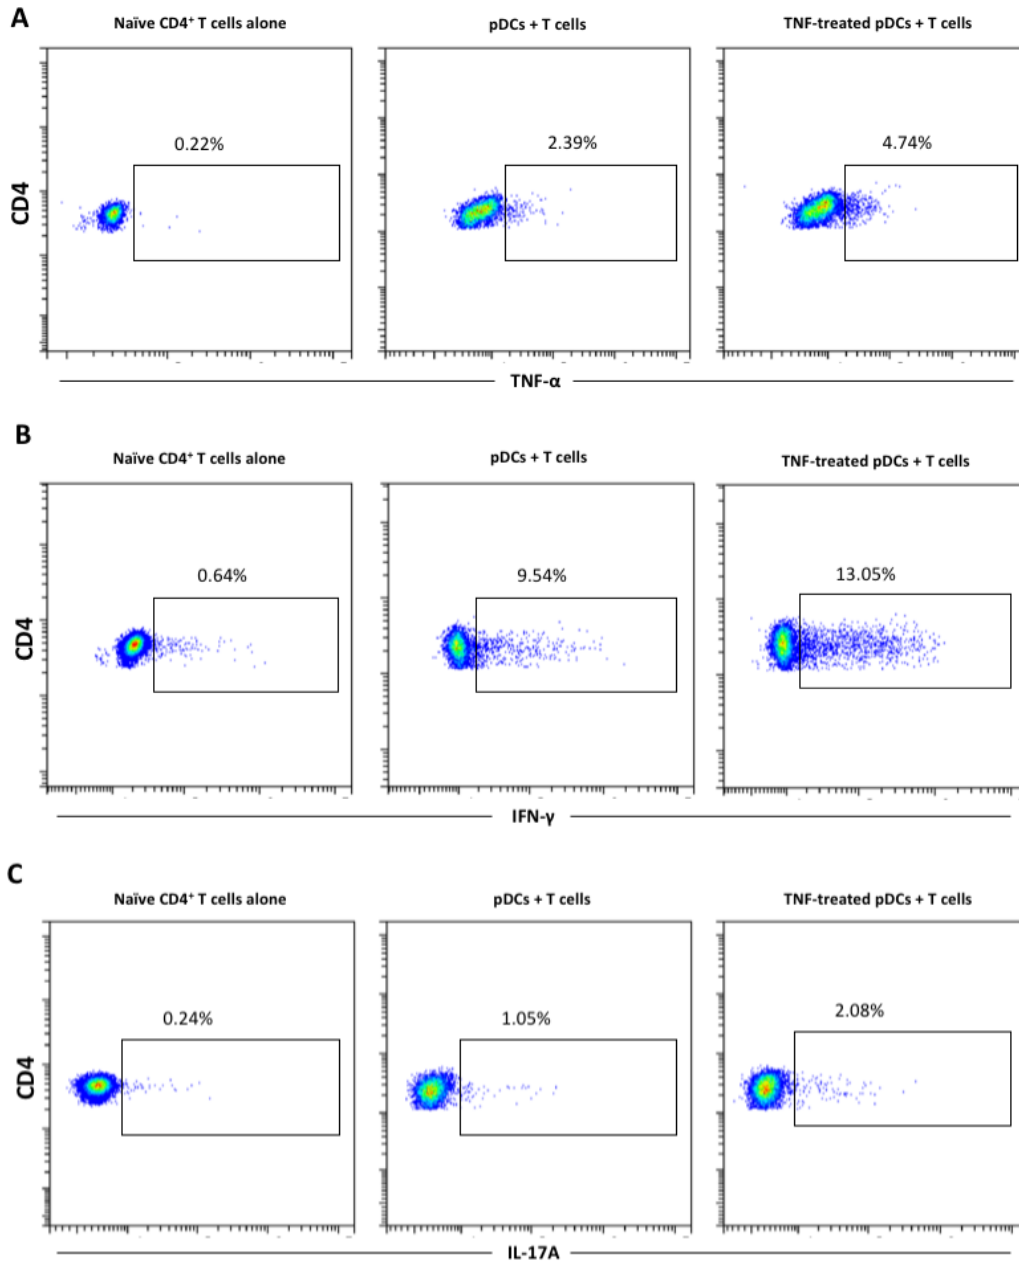 A
Naïve CD4⁺ T cells alone
pDCs + T cells
TNF-treated pDCs + T cells
0.22%
2.39%
4.74%
CD4
TNF-α
B
Naïve CD4⁺ T cells alone
pDCs + T cells
TNF-treated pDCs + T cells
0.64%
9.54%
13.05%
CD4
IFN-γ
C
Naïve CD4⁺ T cells alone
pDCs + T cells
TNF-treated pDCs + T cells
0.24%
1.05%
2.08%
CD4
IL-17A